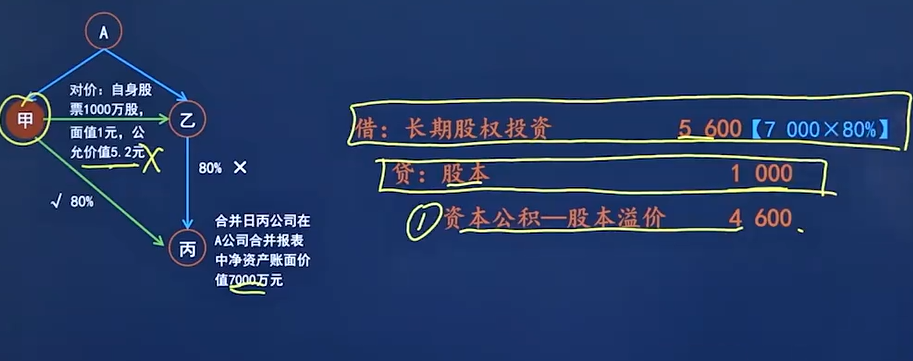 A
对价：自身股
票1000万股，
面值1元，公
允价值5.2元
甲
乙
80% ×
√ 80%
丙
合并日丙公司在
A公司合并报表
中净资产账面价
值7000万元
借：长期股权投资 5 600【7 000×80%】
贷：股本 1 000
① 资本公积—股本溢价 4 600